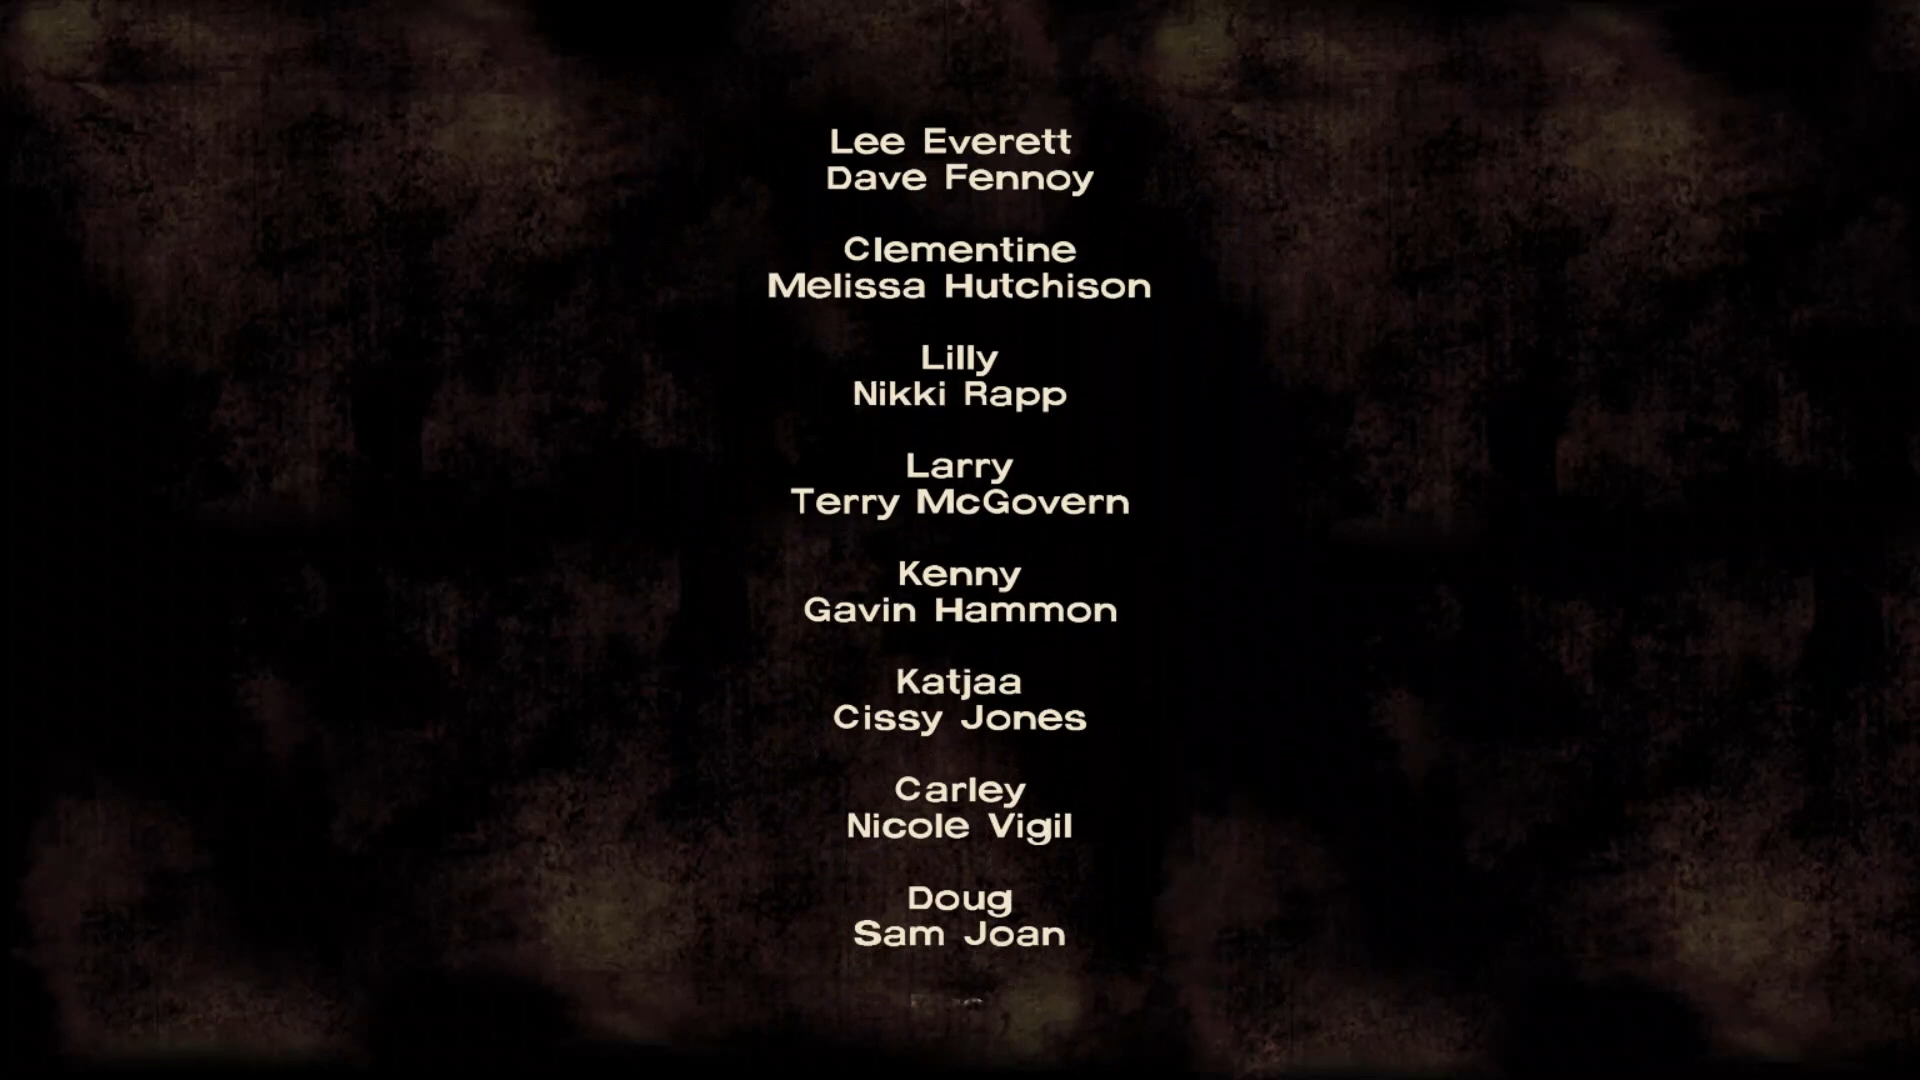 Lee Everett
Dave Fennoy
Clementine
Melissa Hutchison
Lilly
Nikki Rapp
Larry
Terry McGovern
Kenny
Gavin Hammon
Katjaa
Cissy Jones
Carley
Nicole Vigil
Doug
Sam Joan